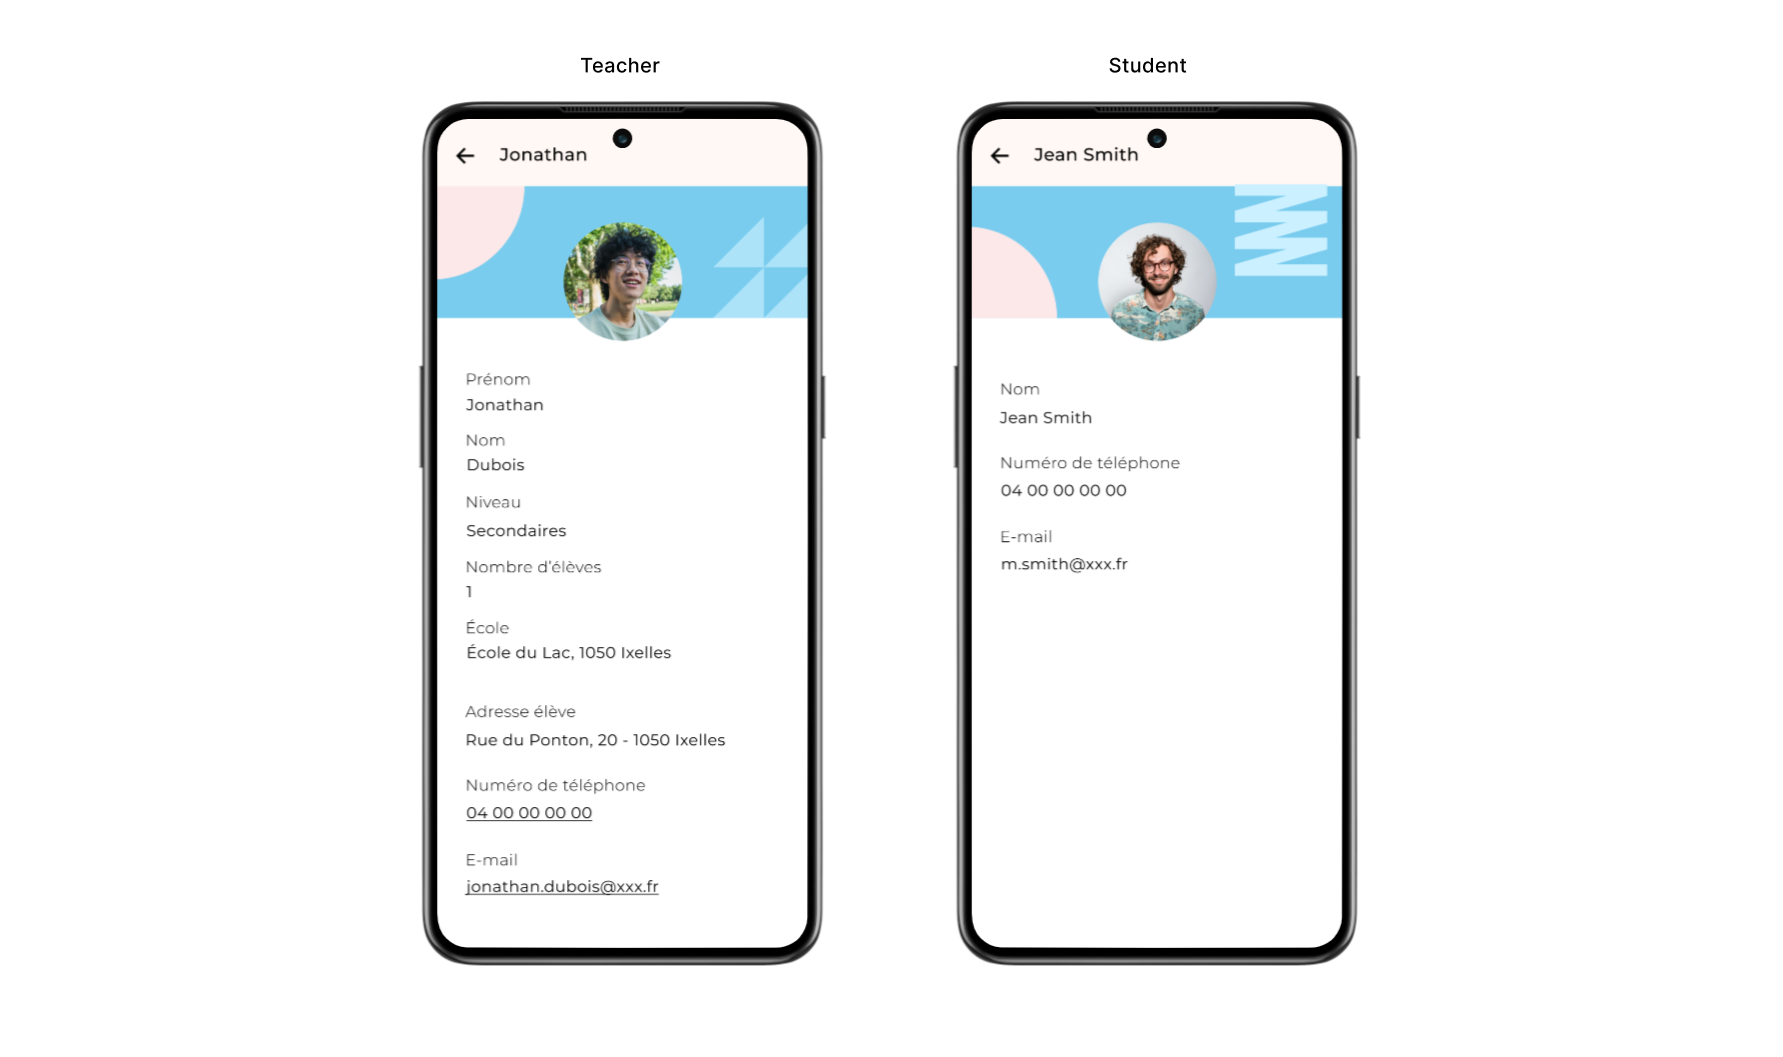 Teacher
Jonathan
Prénom
Jonathan
Nom
Dubois
Niveau
Secondaires
Nombre d'élèves
1
École
École du Lac, 1050 Ixelles
Adresse élève
Rue du Ponton, 20 - 1050 Ixelles
Numéro de téléphone
04 00 00 00 00
E-mail
jonathan.dubois@xxx.fr
Student
Jean Smith
Nom
Jean Smith
Numéro de téléphone
04 00 00 00 00
E-mail
m.smith@xxx.fr